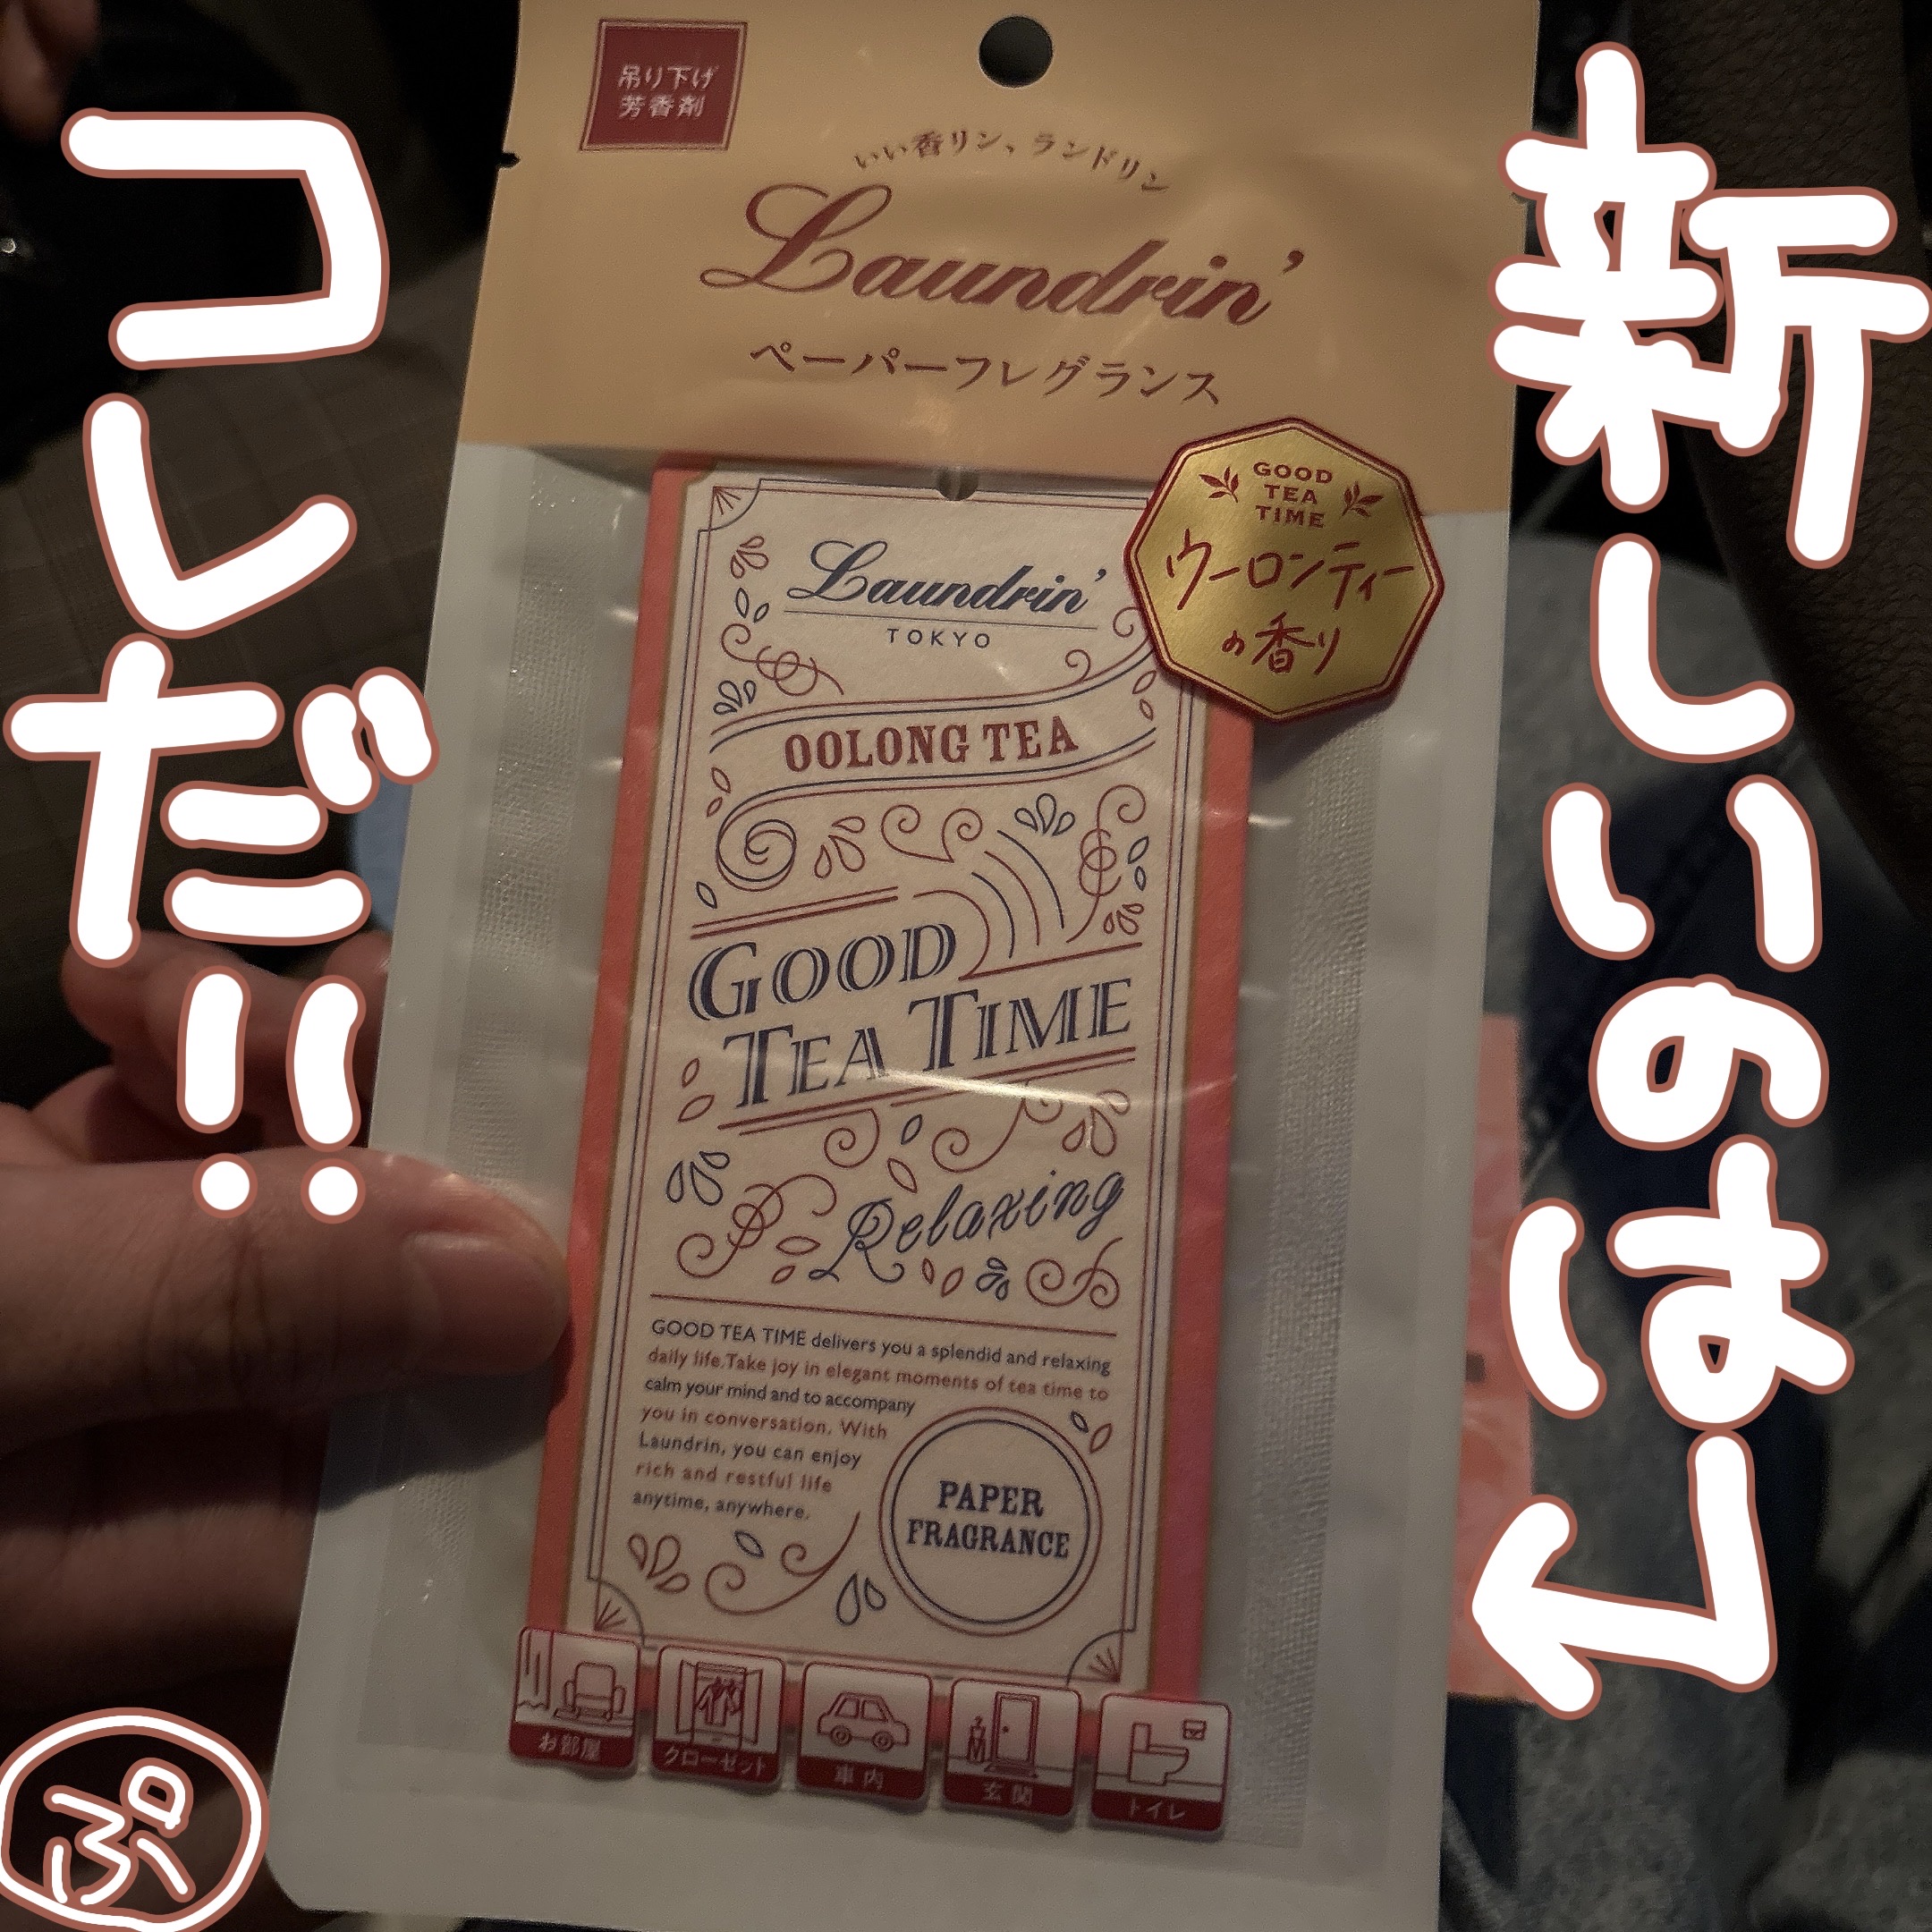 新しいのは
コレだ!!
吊り下げ
芳香剤
いい香リン、ランドリン
Laundrin'
ペーパーフレグランス
GOOD
TEA
TIME
ウーロンティー
の香り
Laundrin'
TOKYO
OOLONG TEA
GOOD
TEA TIME
Relaxing
GOOD TEA TIME delivers you a splendid and relaxing
daily life.Take joy in elegant moments of tea time to
calm your mind and to accompany
you in conversation. With
Laundrin, you can enjoy
rich and restful life
anytime, anywhere.
PAPER
FRAGRANCE
お部屋
クローゼット
車内
玄関
トイレ
ぷ